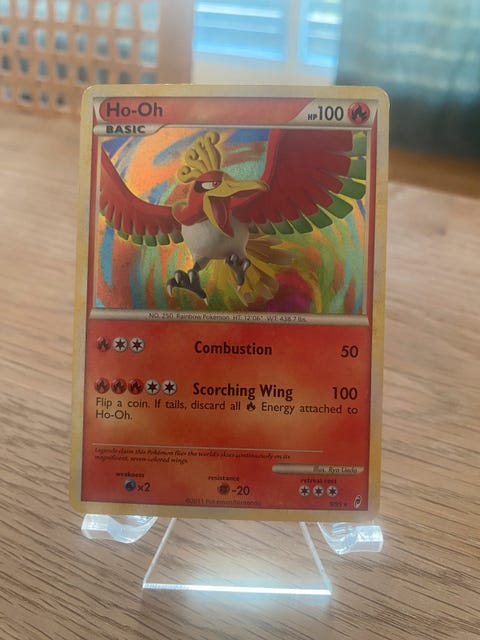 Ho-Oh
HP100
BASIC
NO. 250 Rainbow Pokémon HT: 12'06" WT: 438.7 lbs.
Combustion 50
Scorching Wing 100
Flip a coin. If tails, discard all Energy attached to
Ho-Oh.
Legends claim this Pokémon flies the world's skies continuously on its
magnificent, seven-colored wings.
Illus. Ryo Ueda
weakness resistance retreat cost
x2 -20
©2011 Pokémon/Nintendo
9/95